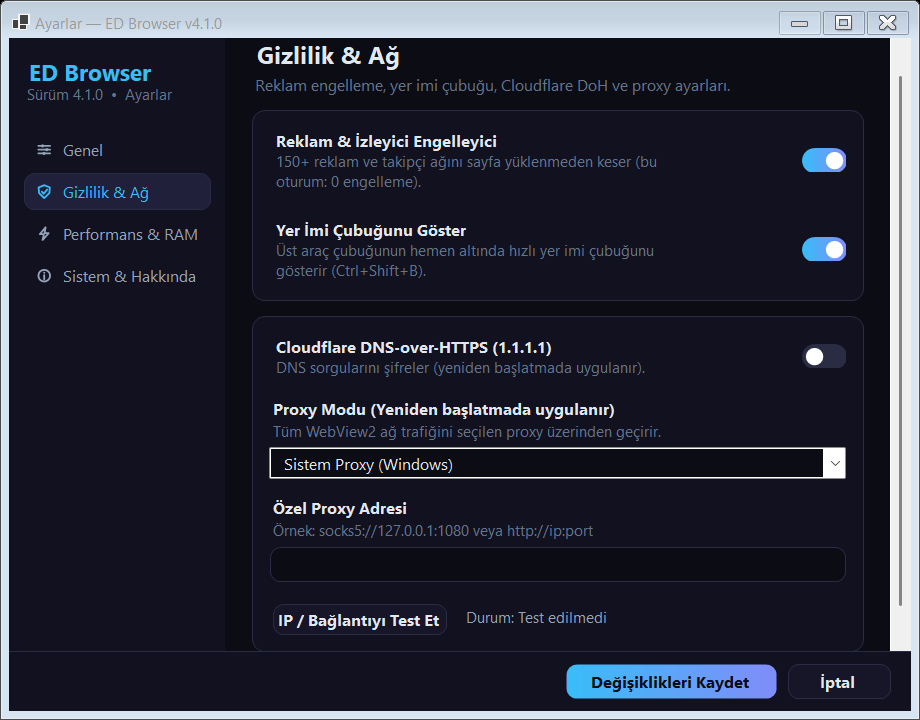 Ayarlar — ED Browser v4.1.0
ED Browser
Sürüm 4.1.0 • Ayarlar
Genel
Gizlilik & Ağ
Performans & RAM
Sistem & Hakkında
Gizlilik & Ağ
Reklam engelleme, yer imi çubuğu, Cloudflare DoH ve proxy ayarları.
Reklam & İzleyici Engelleyici
150+ reklam ve takipçi ağını sayfa yüklenmeden keser (bu
oturum: 0 engelleme).
Yer İmi Çubuğunu Göster
Üst araç çubuğunun hemen altında hızlı yer imi çubuğunu
gösterir (Ctrl+Shift+B).
Cloudflare DNS-over-HTTPS (1.1.1.1)
DNS sorgularını şifreler (yeniden başlatmada uygulanır).
Proxy Modu (Yeniden başlatmada uygulanır)
Tüm WebView2 ağ trafiğini seçilen proxy üzerinden geçirir.
Sistem Proxy (Windows)
Özel Proxy Adresi
Örnek: socks5://127.0.0.1:1080 veya http://ip:port
IP / Bağlantıyı Test Et
Durum: Test edilmedi
Değişiklikleri Kaydet
İptal